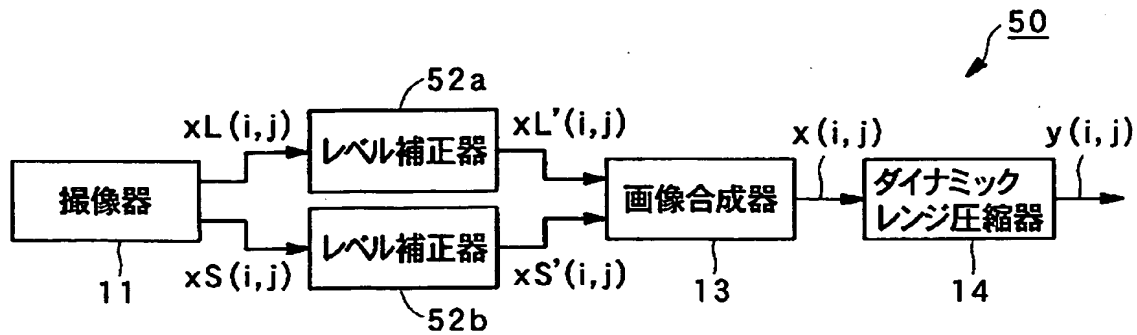 50
52a
xL(i,j)
レベル補正器
xL'(i,j)
x(i,j)
y(i,j)
撮像器
画像合成器
ダイナミック
レンジ圧縮器
レベル補正器
11
xS(i,j)
xS'(i,j)
13
14
52b